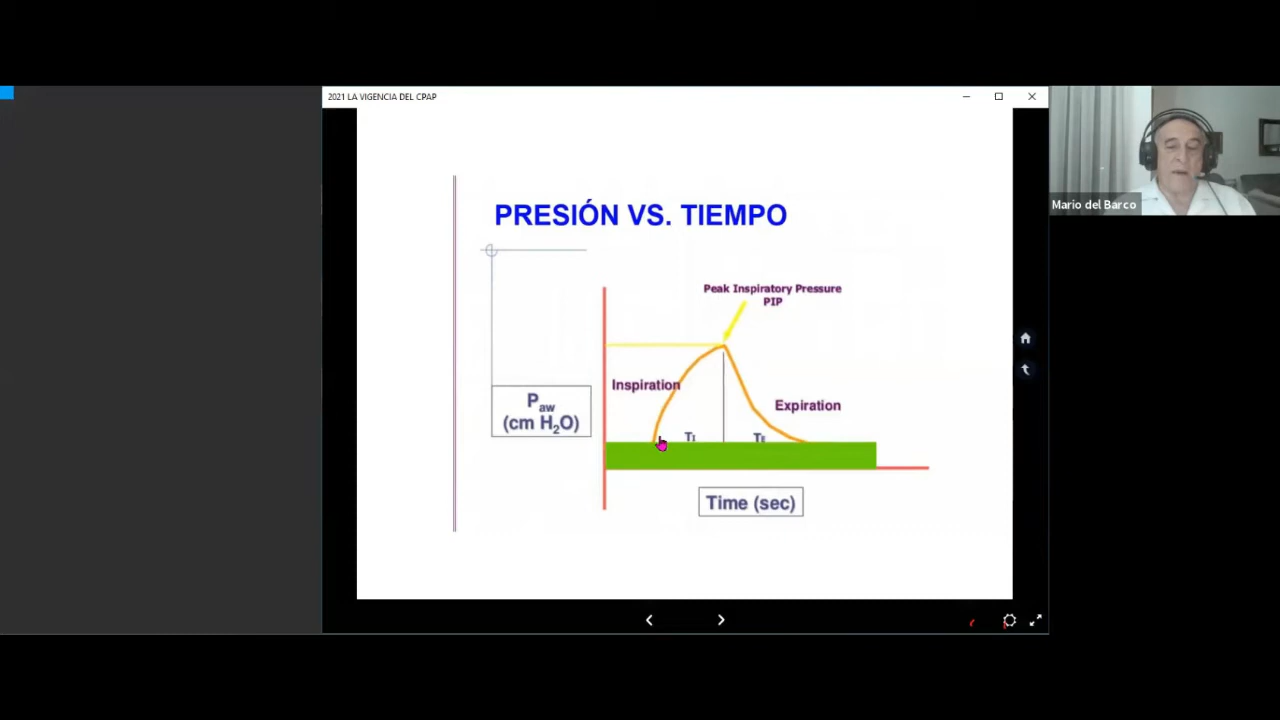 2021 LA VIGENCIA DEL CPAP
Mario del Barco
PRESIÓN VS. TIEMPO
Peak Inspiratory Pressure
PIP
Inspiration
Paw
(cm H2O)
Expiration
TI
TE
Time (sec)